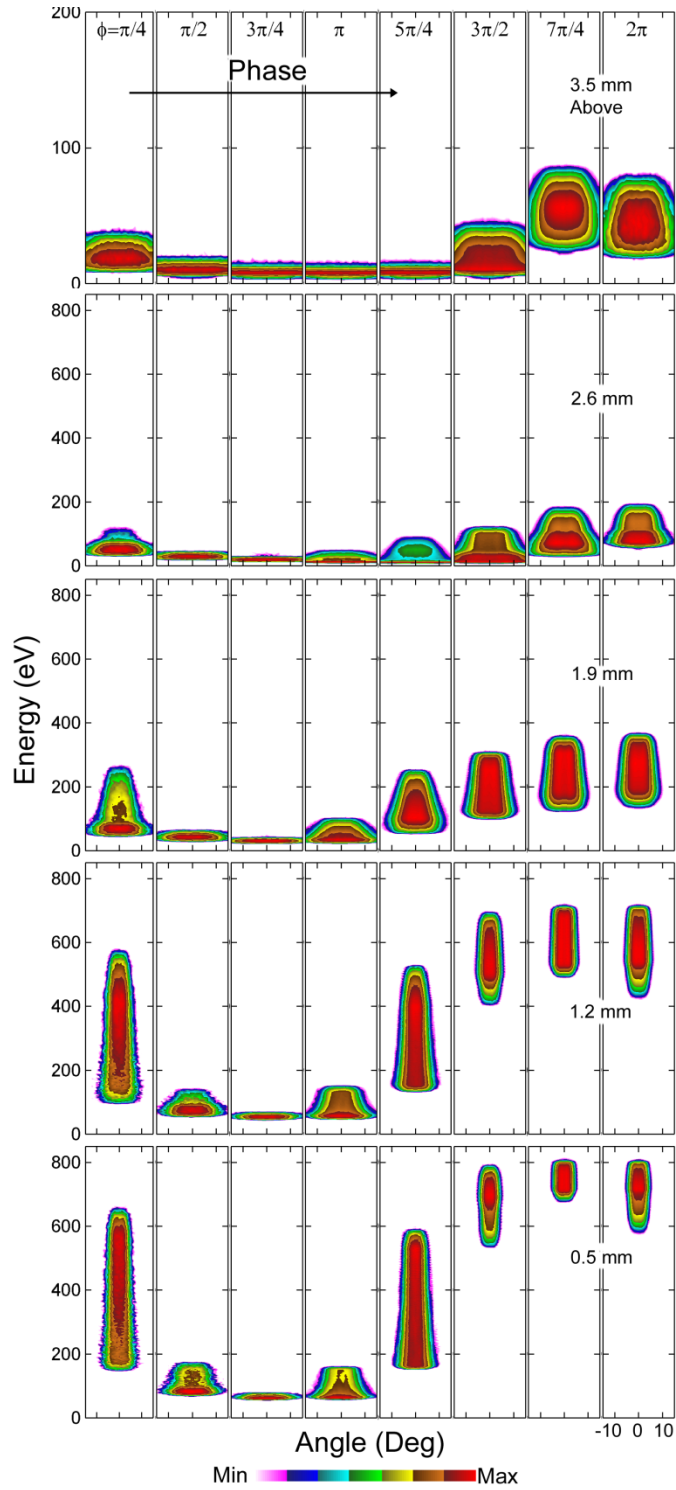 200
ϕ=π/4 π/2 3π/4 π 5π/4 3π/2 7π/4 2π
Phase
3.5 mm
Above
100
0
800
600
2.6 mm
400
200
0
800
600
1.9 mm
400
200
0
Energy (eV)
800
600
400
1.2 mm
200
0
800
600
0.5 mm
400
200
0
-10 0 10
Angle (Deg)
Min Max